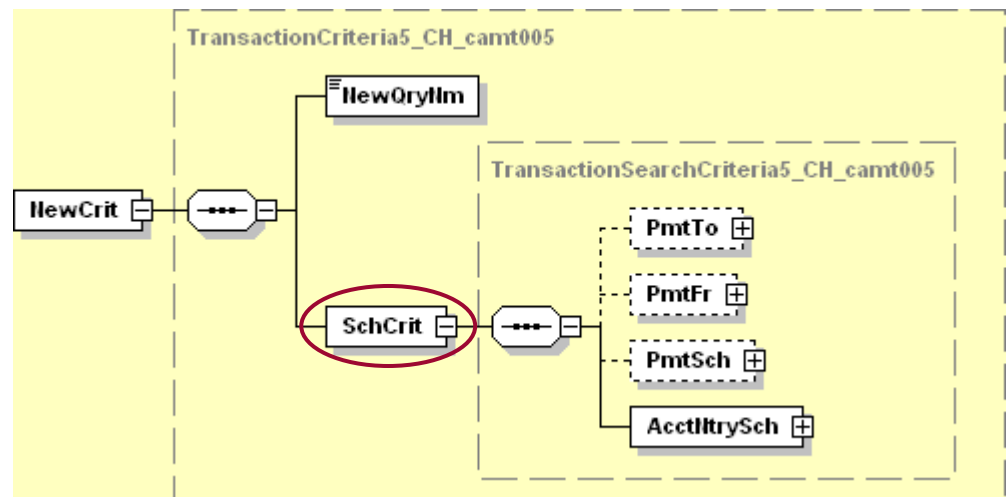 TransactionCriteria5_CH_camt005
NewQryNm
TransactionSearchCriteria5_CH_camt005
NewCrit
PmtTo
PmtFr
SchCrit
PmtSch
AcctNtrySch